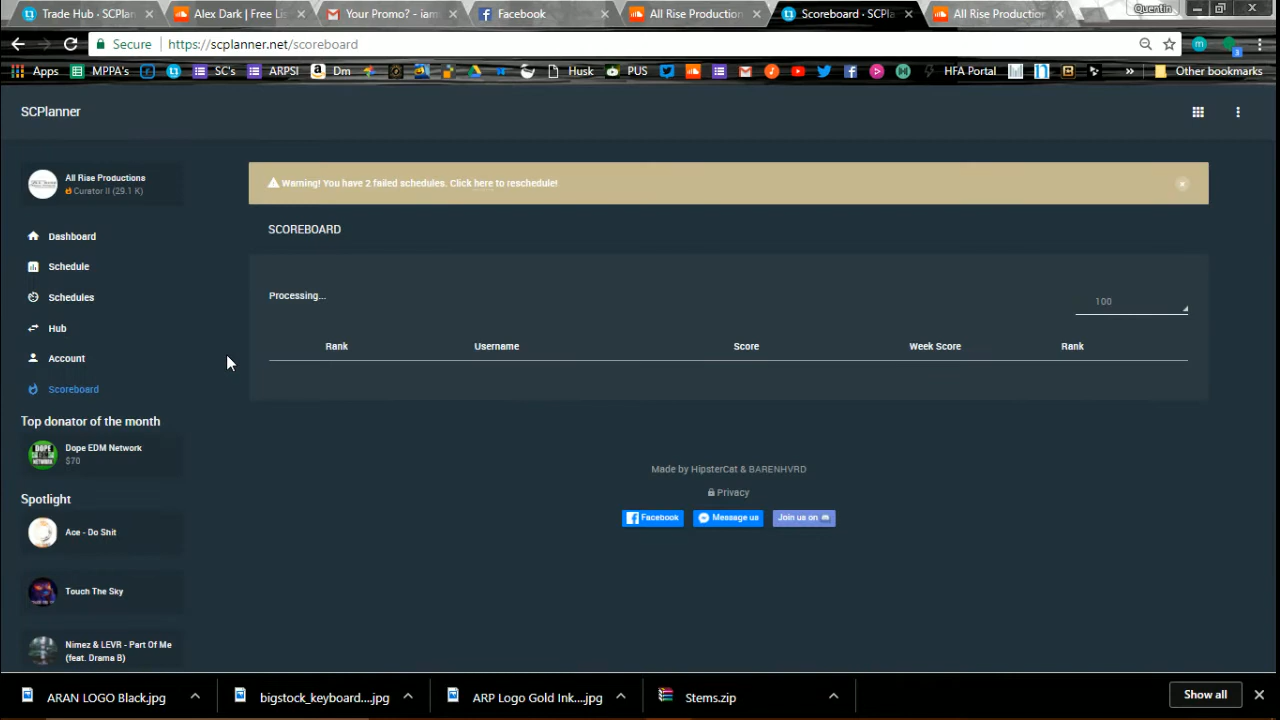 Trade Hub · SCPlan
Alex Dark | Free Lis
Your Promo? - iam
Facebook
All Rise Production
Scoreboard · SCPla
All Rise Production
Quentin
Secure
https://scplanner.net/scoreboard
Apps
MPPA's
SC's
ARPSI
Dm
Husk
PUS
HFA Portal
»
Other bookmarks
3
SCPlanner
All Rise Productions
Curator II (29.1 K)
Dashboard
Schedule
Schedules
Hub
Account
Scoreboard
Top donator of the month
Dope EDM Network
$70
Spotlight
Ace - Do Shit
Touch The Sky
Nimez & LEVR - Part Of Me
(feat. Drama B)
Warning! You have 2 failed schedules. Click here to reschedule!
SCOREBOARD
Processing...
100
Rank Username Score Week Score Rank
Made by HipsterCat & BARENHVRD
Privacy
Facebook
Message us
Join us on
ARAN LOGO Black.jpg
bigstock_keyboard....jpg
ARP Logo Gold Ink....jpg
Stems.zip
Show all